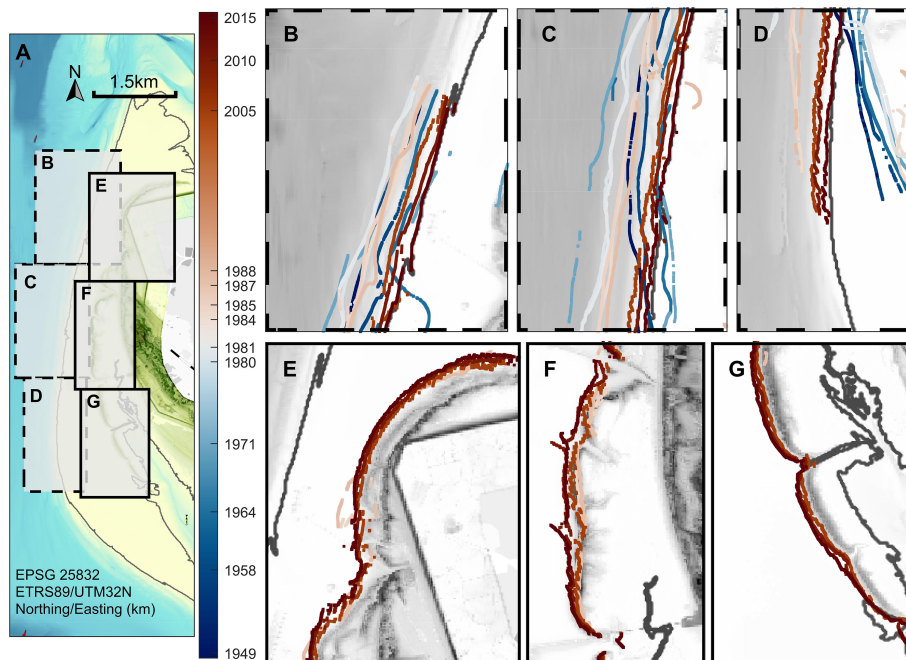 A
N
1.5km
B
E
C
F
D
G
EPSG 25832
ETRS89/UTM32N
Northing/Easting (km)
2015
2010
2005
1988
1987
1985
1984
1981
1980
1971
1964
1958
1949
B
C
D
E
F
G